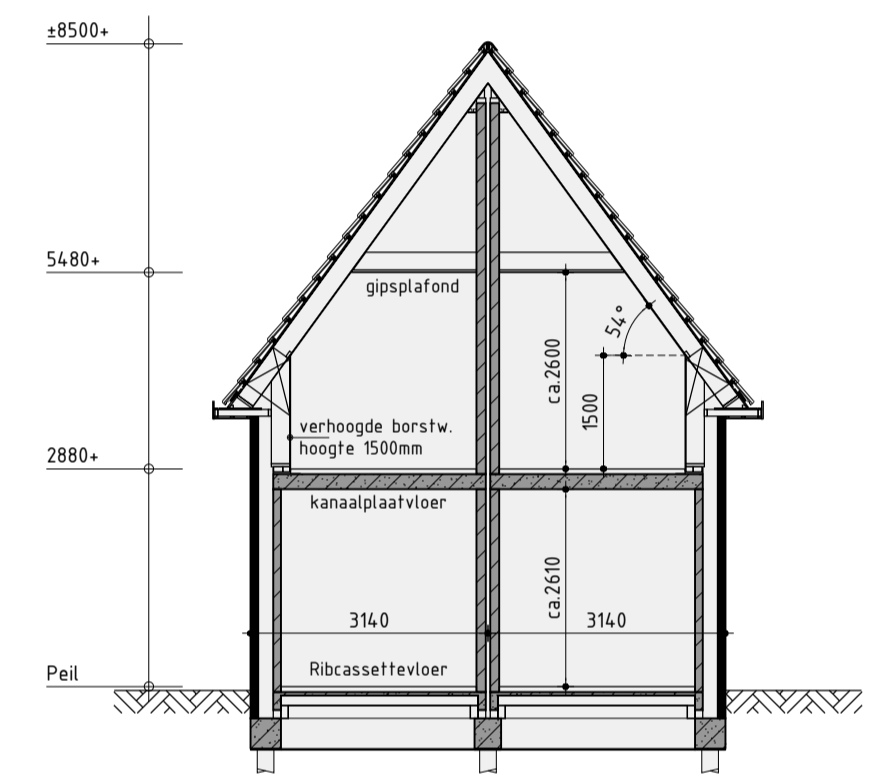 ±8500+
5480+
gipsplafond
54°
ca.2600
1500
verhoogde borstw.
hoogte 1500mm
2880+
kanaalplaatvloer
ca.2610
3140
3140
Ribcassettevloer
Peil